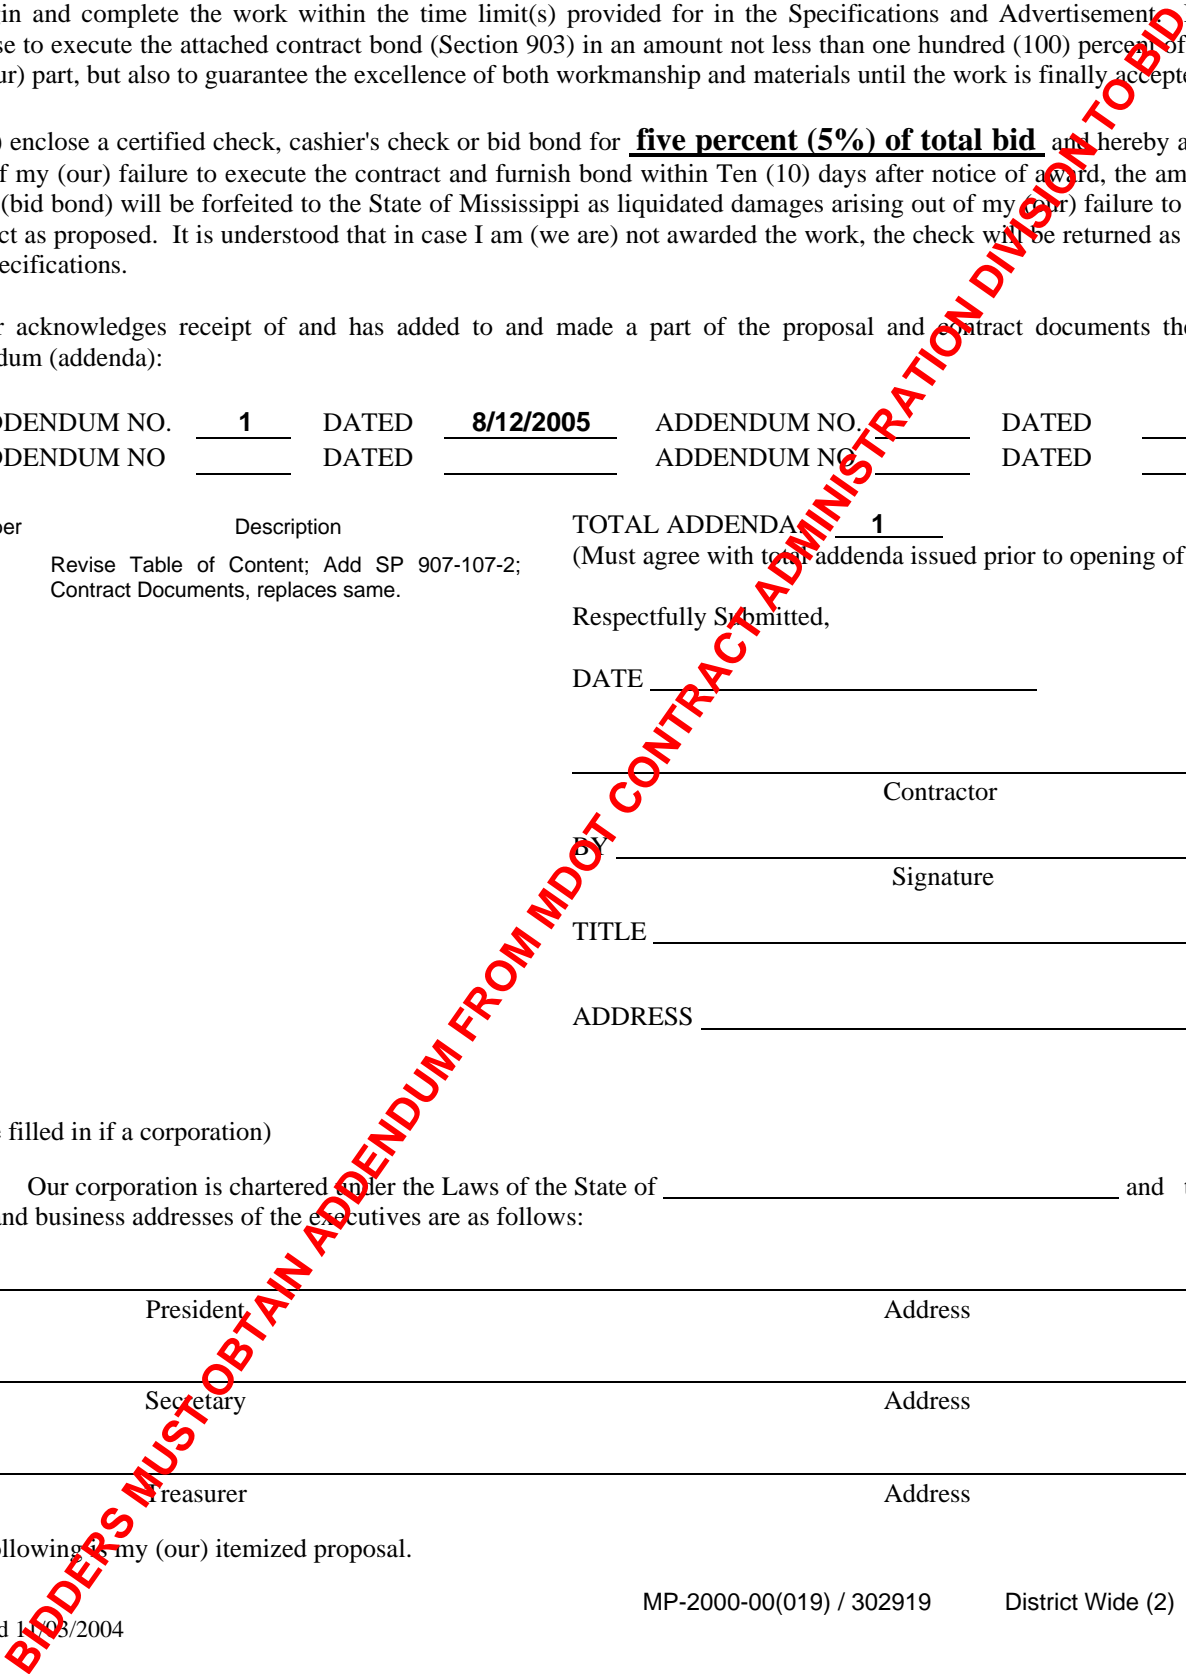 in and complete the work within the time limit(s) provided for in the Specifications and Advertisement.
se to execute the attached contract bond (Section 903) in an amount not less than one hundred (100) percent of
ur) part, but also to guarantee the excellence of both workmanship and materials until the work is finally accepte
) enclose a certified check, cashier's check or bid bond for five percent (5%) of total bid and hereby a
f my (our) failure to execute the contract and furnish bond within Ten (10) days after notice of award, the am
(bid bond) will be forfeited to the State of Mississippi as liquidated damages arising out of my (our) failure to
ct as proposed. It is understood that in case I am (we are) not awarded the work, the check will be returned as
ecifications.
r acknowledges receipt of and has added to and made a part of the proposal and contract documents the
dum (addenda):
DDENDUM NO. 1 DATED 8/12/2005 ADDENDUM NO. DATED
DDENDUM NO DATED ADDENDUM NO DATED
ber Description
Revise Table of Content; Add SP 907-107-2;
Contract Documents, replaces same.
TOTAL ADDENDA: 1
(Must agree with total addenda issued prior to opening of
Respectfully Submitted,
DATE
Contractor
BY
Signature
TITLE
ADDRESS
e filled in if a corporation)
Our corporation is chartered under the Laws of the State of and t
and business addresses of the executives are as follows:
President Address
Secretary Address
Treasurer Address
ollowing is my (our) itemized proposal.
MP-2000-00(019) / 302919 District Wide (2)
d 11/03/2004
BIDDERS MUST OBTAIN ADDENDUM FROM MDOT CONTRACT ADMINISTRATION DIVISION TO BID